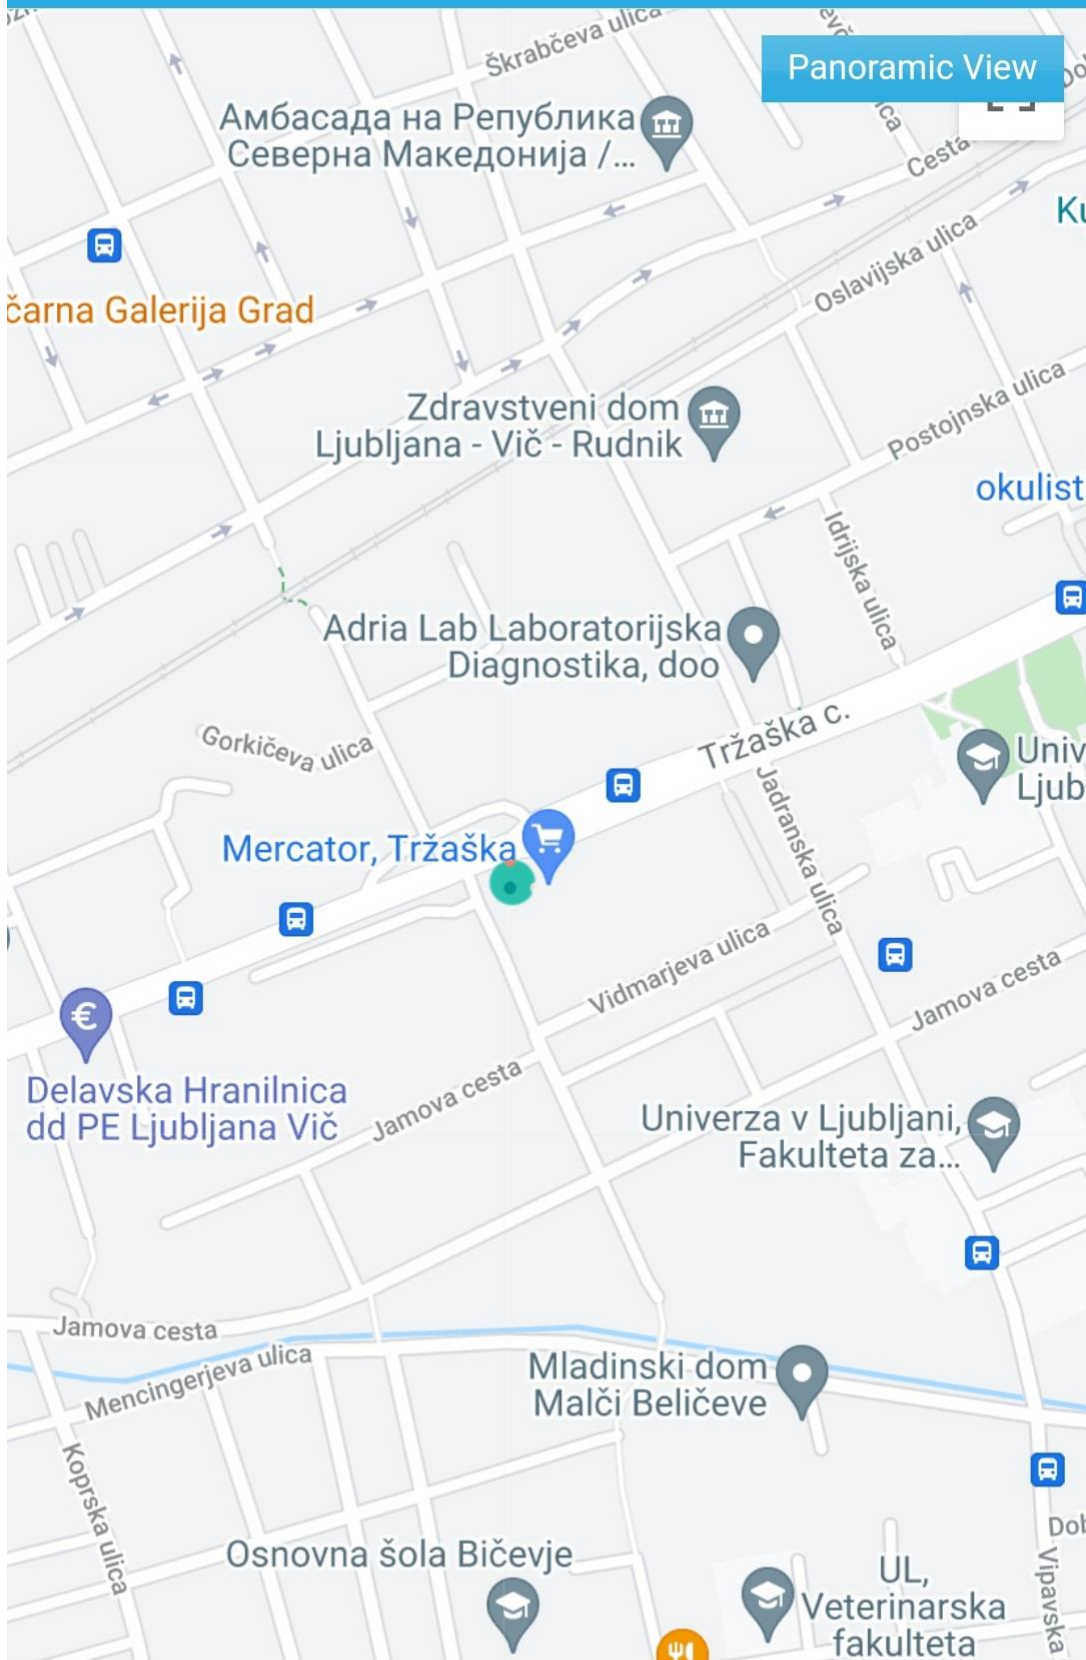 Škrabčeva ulica
Panoramic View
Амбасада на Република
Северна Македонија /...
Cesta
Oslavijska ulica
čarna Galerija Grad
Postojnska ulica
Zdravstveni dom
Ljubljana - Vič - Rudnik
okulist
Idrijska ulica
Adria Lab Laboratorijska
Diagnostika, doo
Tržaška c.
Gorkičeva ulica
Univ
Ljub
Jadranska ulica
Mercator, Tržaška
Vidmarjeva ulica
Jamova cesta
€
Delavska Hranilnica
dd PE Ljubljana Vič
Jamova cesta
Univerza v Ljubljani,
Fakulteta za...
Jamova cesta
Mencingerjeva ulica
Mladinski dom
Malči Beličeve
Koprska ulica
Osnovna šola Bičevje
Dob
Vipavska
UL,
Veterinarska
fakulteta